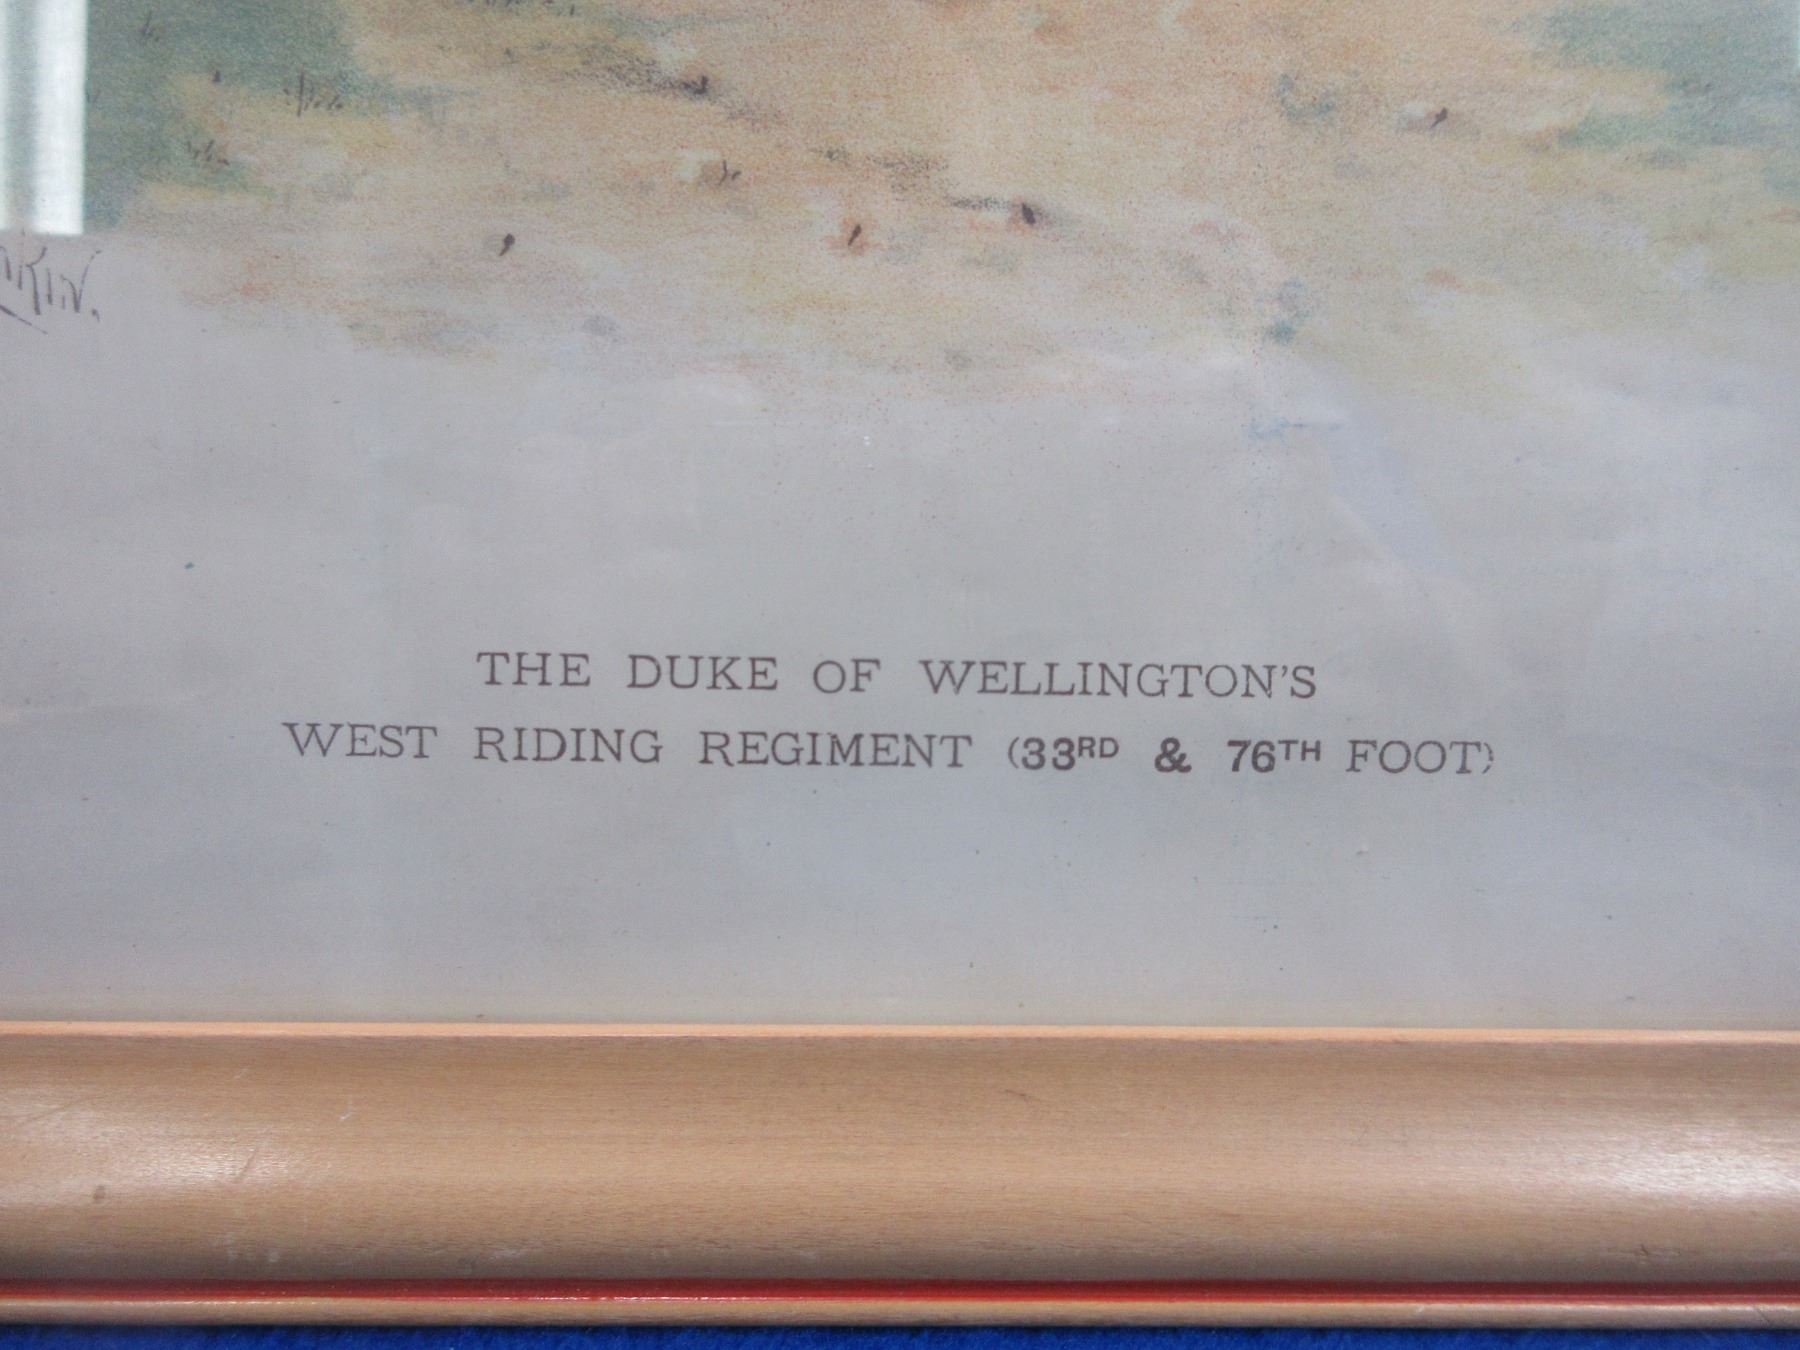 THE DUKE OF WELLINGTON'S
WEST RIDING REGIMENT (33RD & 76TH FOOT)